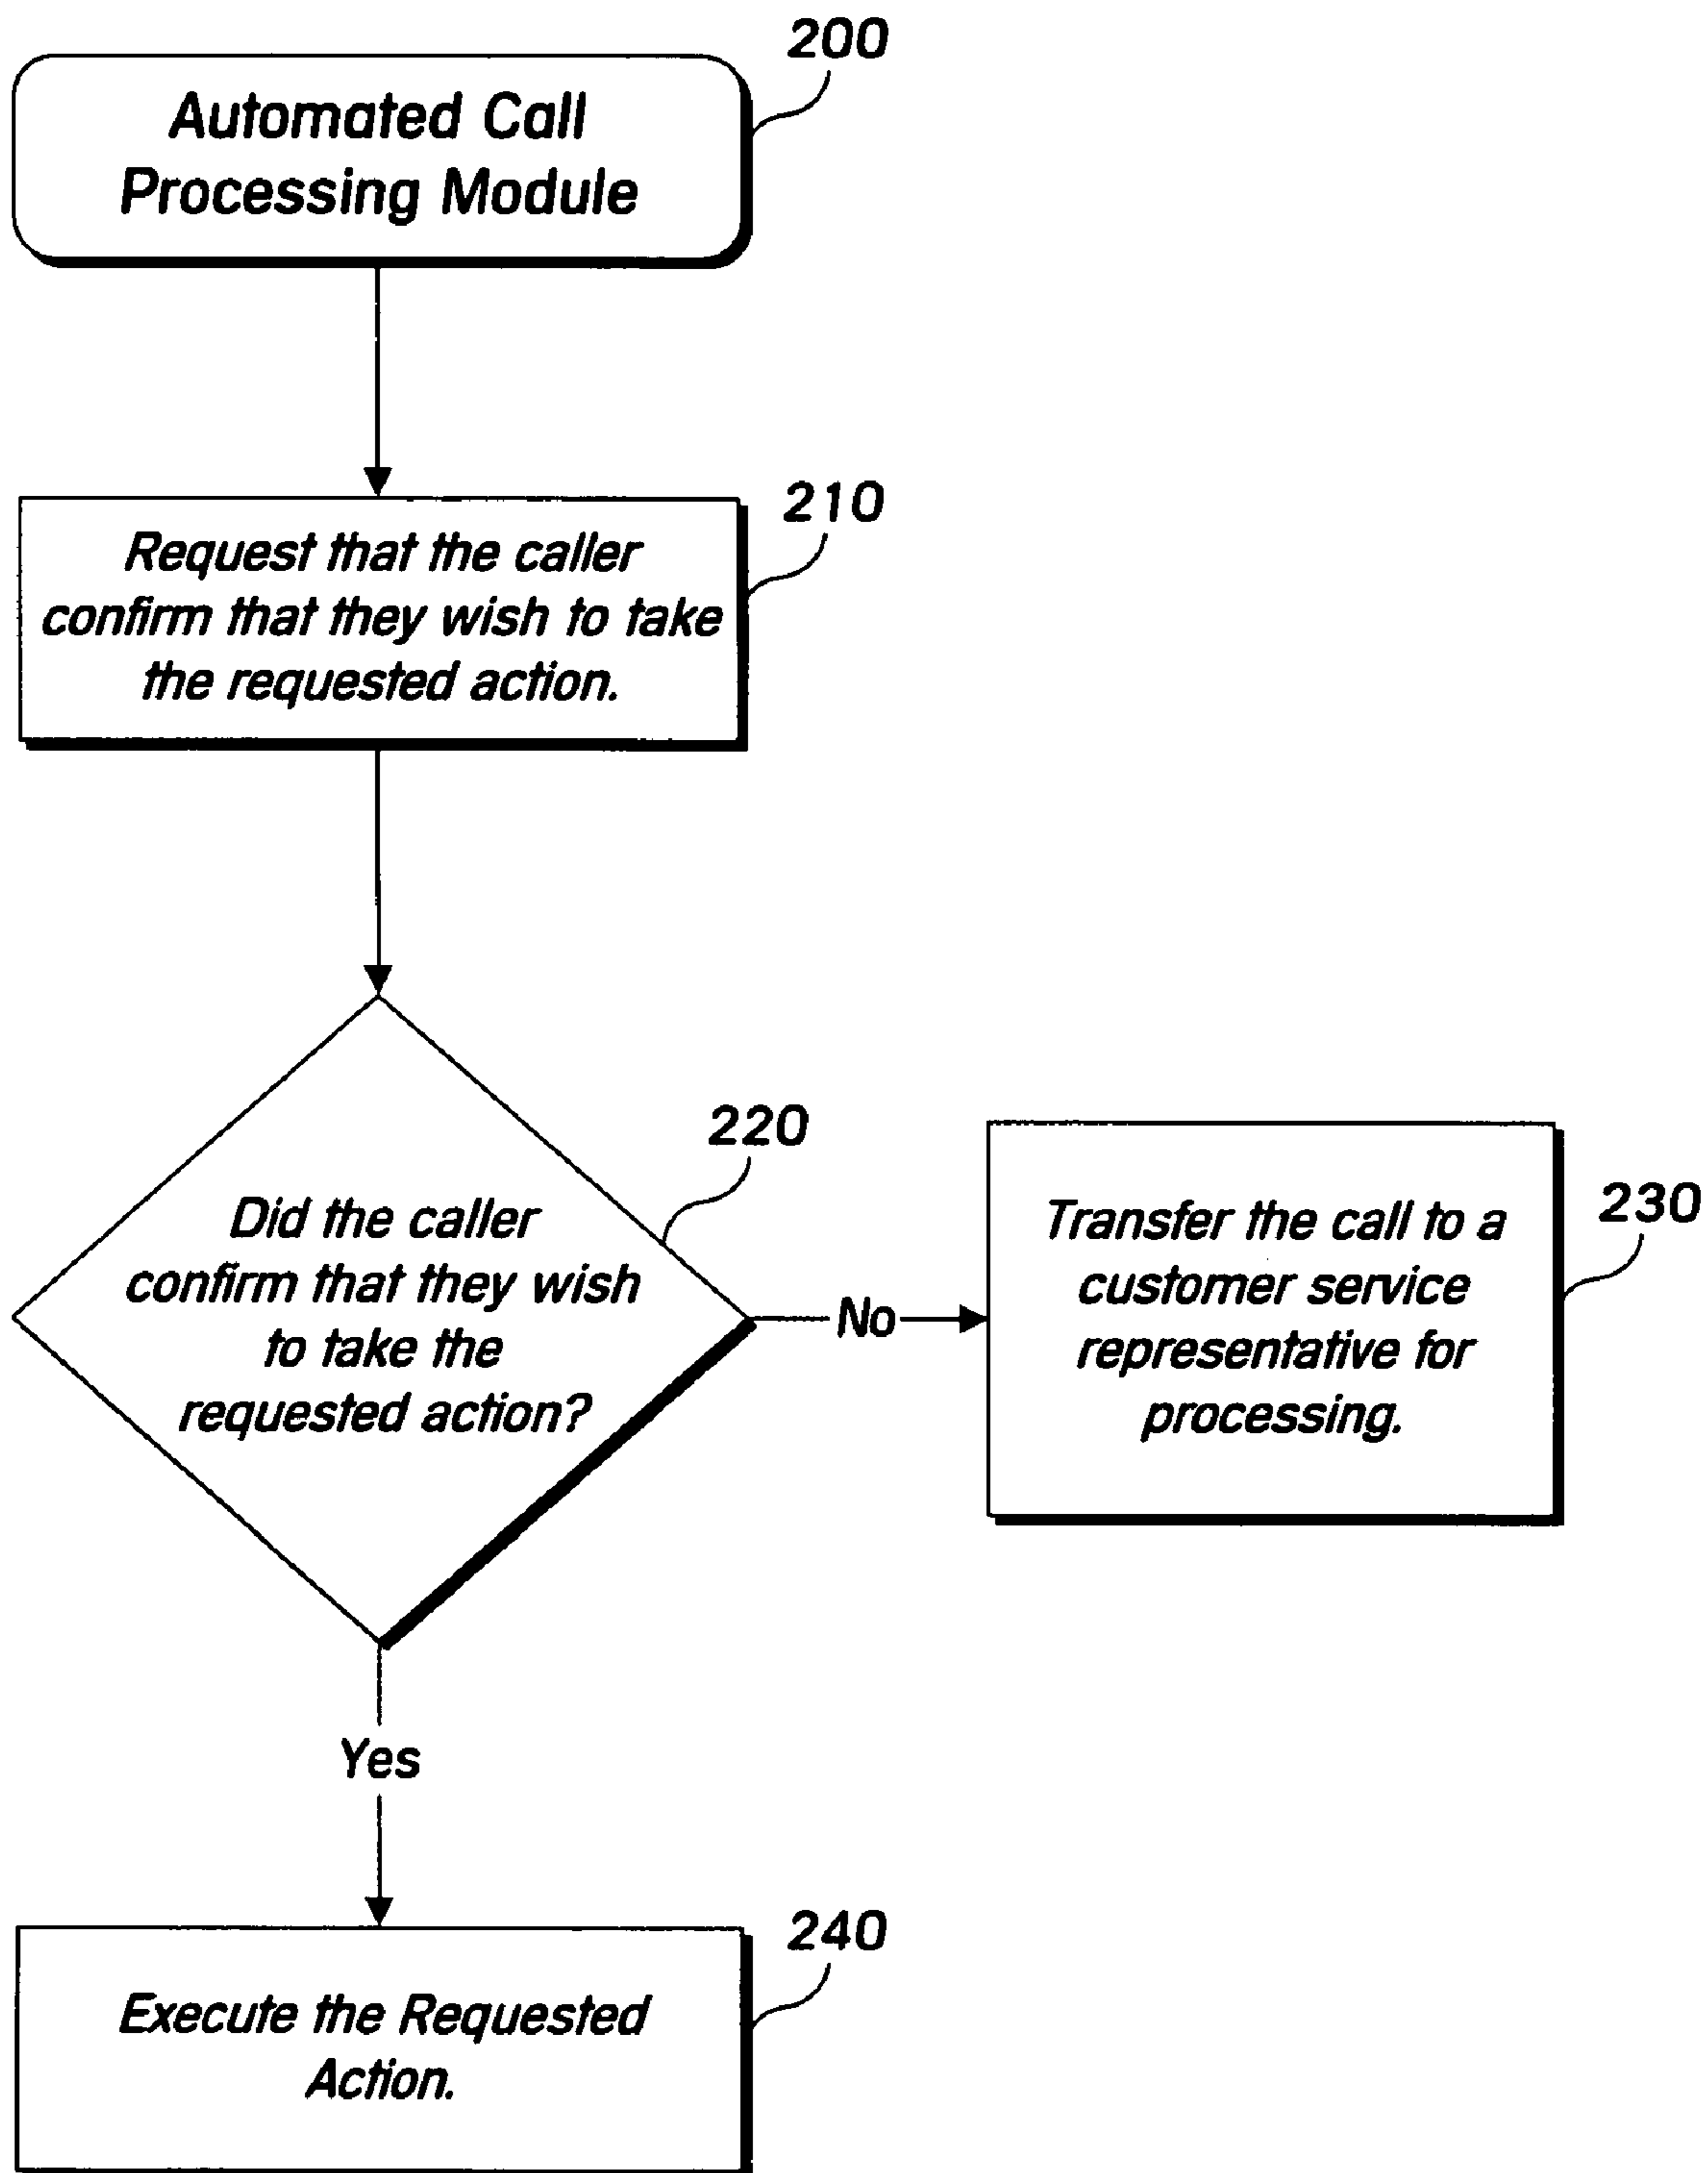 200
Automated Call
Processing Module
210
Request that the caller
confirm that they wish to take
the requested action.
220
Did the caller
confirm that they wish
to take the
requested action?
No
230
Transfer the call to a
customer service
representative for
processing.
Yes
240
Execute the Requested
Action.